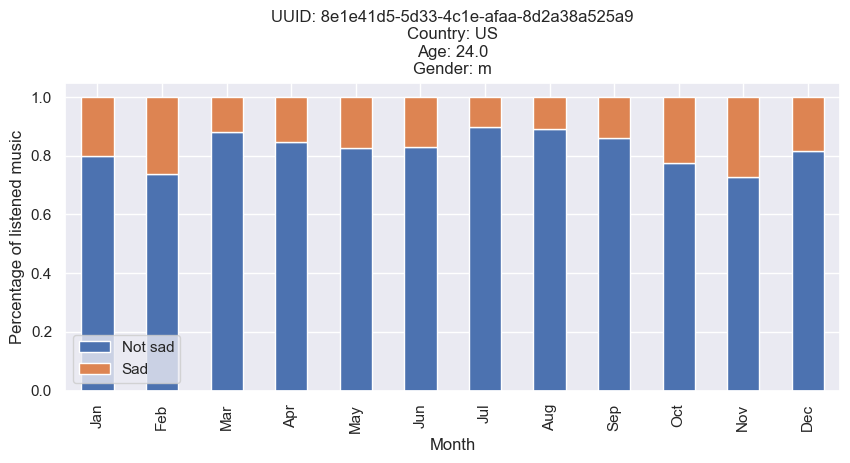 UUID: 8e1e41d5-5d33-4c1e-afaa-8d2a38a525a9
Country: US
Age: 24.0
Gender: m
Percentage of listened music
1.0
0.8
0.6
0.4
0.2
0.0
Not sad
Sad
Jan
Feb
Mar
Apr
May
Jun
Jul
Aug
Sep
Oct
Nov
Dec
Month